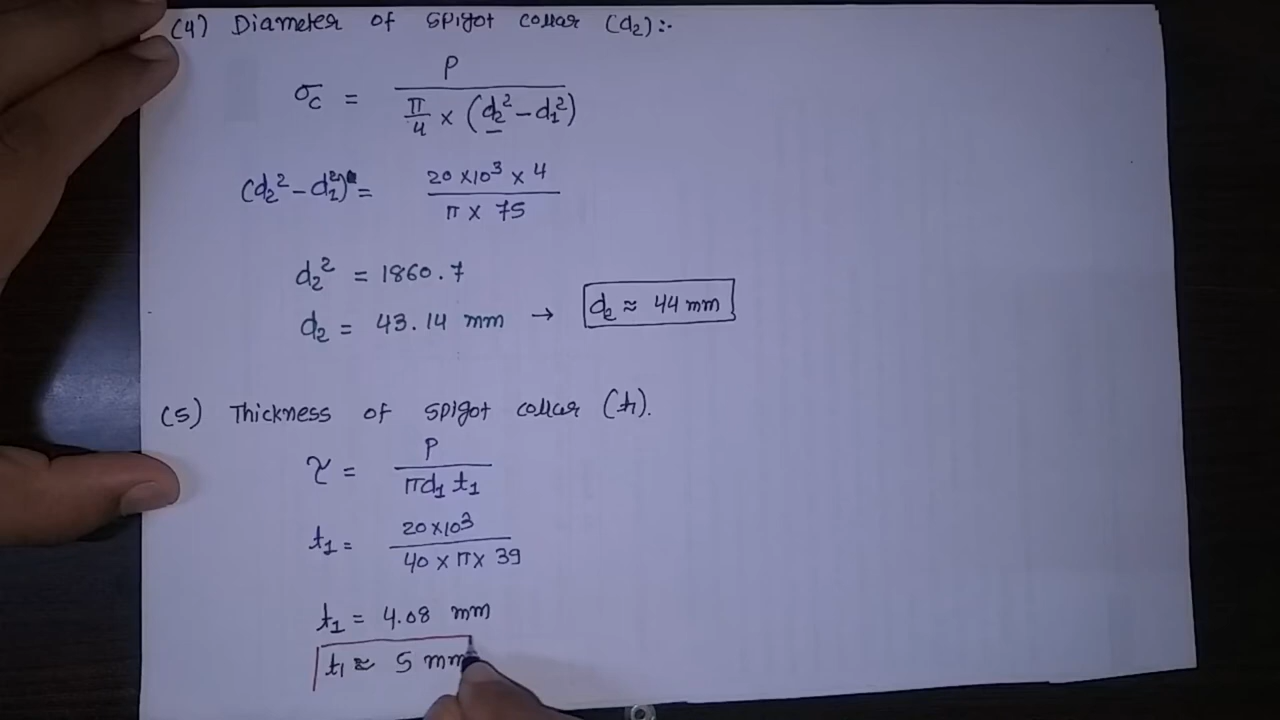 (4) Diameter of spigot collar (d₂):-
σc = P / (π/4 × (d₂² - d₁²))
(d₂² - d₁²) = 20 ×10³ × 4 / (π × 75)
d₂² = 1860.7
d₂ = 43.14 mm → d₂ ≈ 44 mm
(5) Thickness of spigot collar (t₁).
τ = P / (πd₁ t₁)
t₁ = 20 ×10³ / (40 × π × 39)
t₁ = 4.08 mm
t₁ ≈ 5 mm